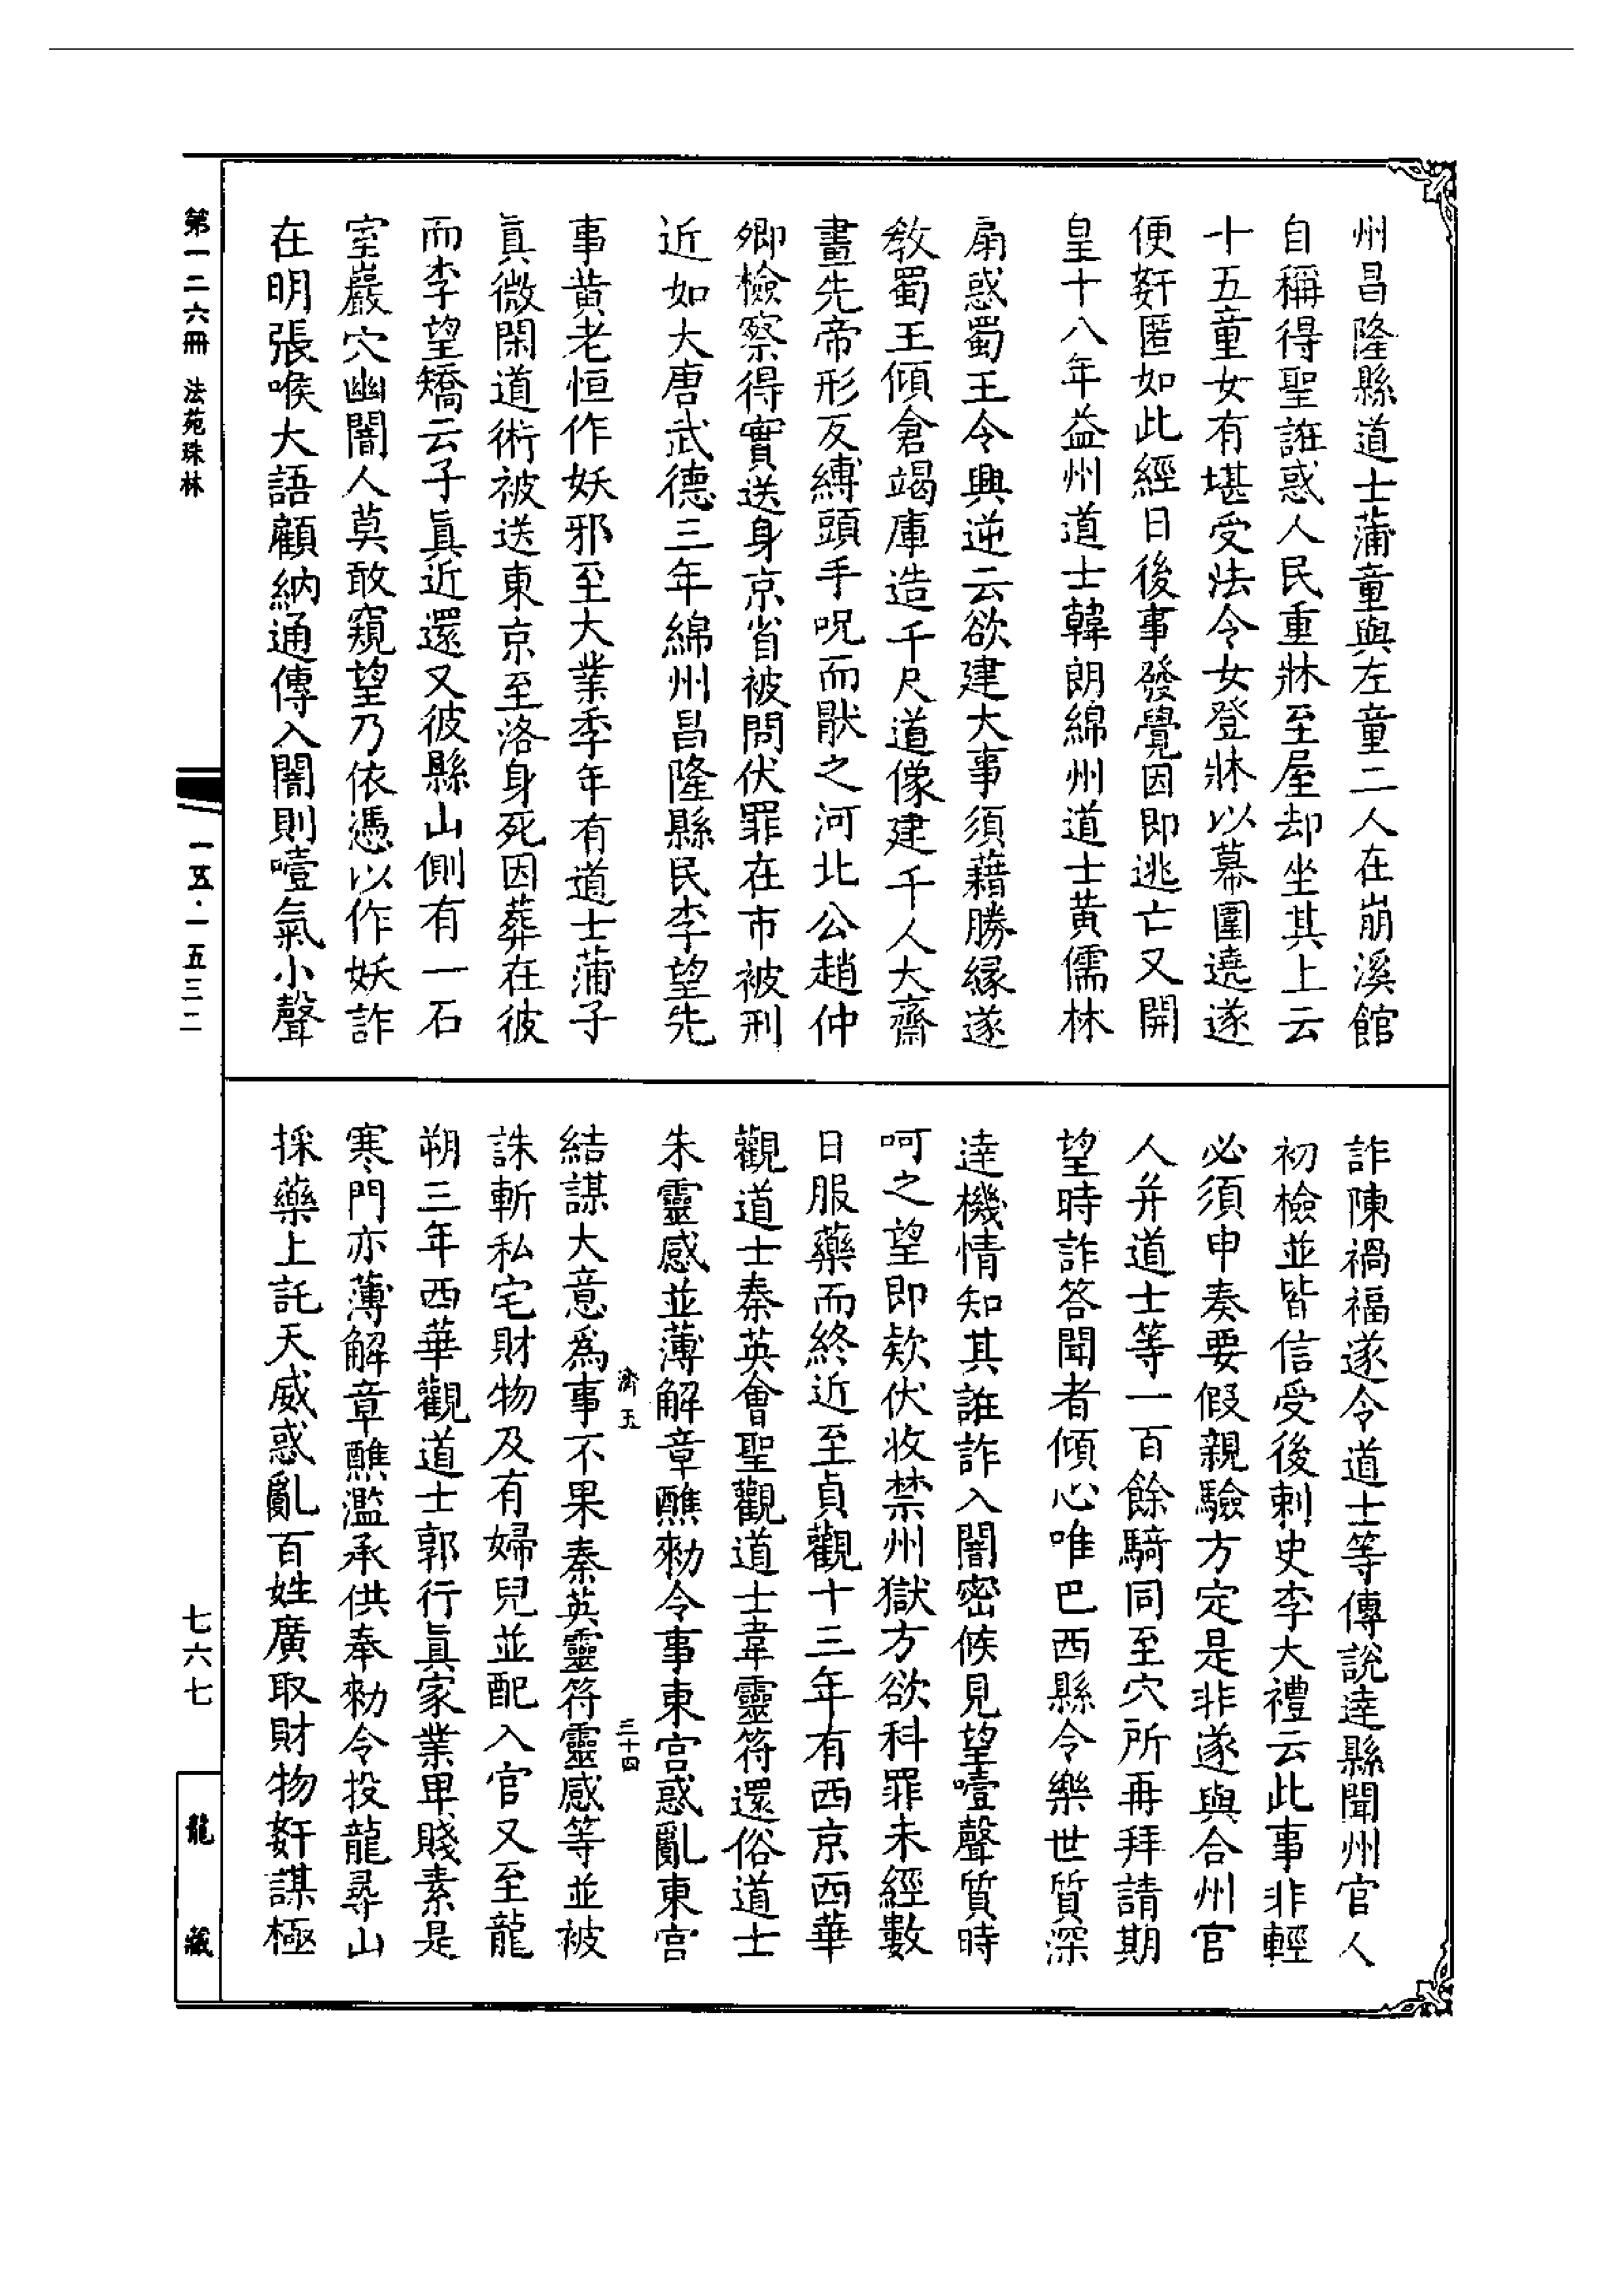 州昌隆縣道士蒲童與左童二人在崩溪館
自稱得聖誑惑人民重牀至屋却坐其上云
十五童女有堪受法令女登牀以幕圍遶遂
便姧匿如此經日後事發覺因即逃亡又開
皇十八年益州道士韓朗綿州道士黃儒林
扇惑蜀王令興逆云欲建大事須藉勝緣遂
教蜀王傾倉竭庫造千尺道像建千人大齋
畫先帝形反縛頭手呪而厭之河北公趙仲
卿檢察得實送身京省被問伏罪在市被刑
近如大唐武德三年綿州昌隆縣民李望先
事黃老恒作妖邪至大業季年有道士蒲子
眞微閑道術被送東京至洛身死因葬在彼
而李望矯云子眞近還又彼縣山側有一石
室巖穴幽闇人莫敢窺望乃依憑以作妖詐
在明張喉大語顧納通傳入闇則噎氣小聲
詐陳禍福遂令道士等傳說達縣聞州官人
初檢並皆信受後刺史李大禮云此事非輕
必須申奏要假親驗方定是非遂與合州官
人并道士等一百餘騎同至穴所再拜請期
望時詐答聞者傾心唯巴西縣令樂世質深
達機情知其誑詐入闇密候見望噎聲質時
呵之望即欵伏收禁州獄方欲科罪未經數
日服藥而終近至貞觀十三年有西京西華
觀道士秦英會聖觀道士韋靈符還俗道士
朱靈感並薄解章醮勑令事東宮惑亂東宮
結謀大意爲事不果秦英靈符靈感等並被
誅斬私宅財物及有婦兒並配入官又至龍
朔三年西華觀道士郭行眞家業卑賤素是
寒門亦薄解章醮濫承供奉勑令投龍尋山
採藥上託天威惑亂百姓廣取財物姧謀極
濟五
三十四
第一二六冊 法苑珠林
一五·一五三二
七六七
龍藏